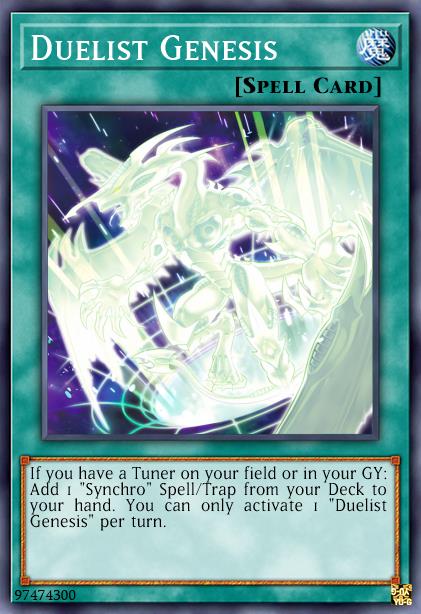 Duelist Genesis
魔
[Spell Card]
If you have a Tuner on your field or in your GY:
Add 1 "Synchro" Spell/Trap from your Deck to
your hand. You can only activate 1 "Duelist
Genesis" per turn.
97474300